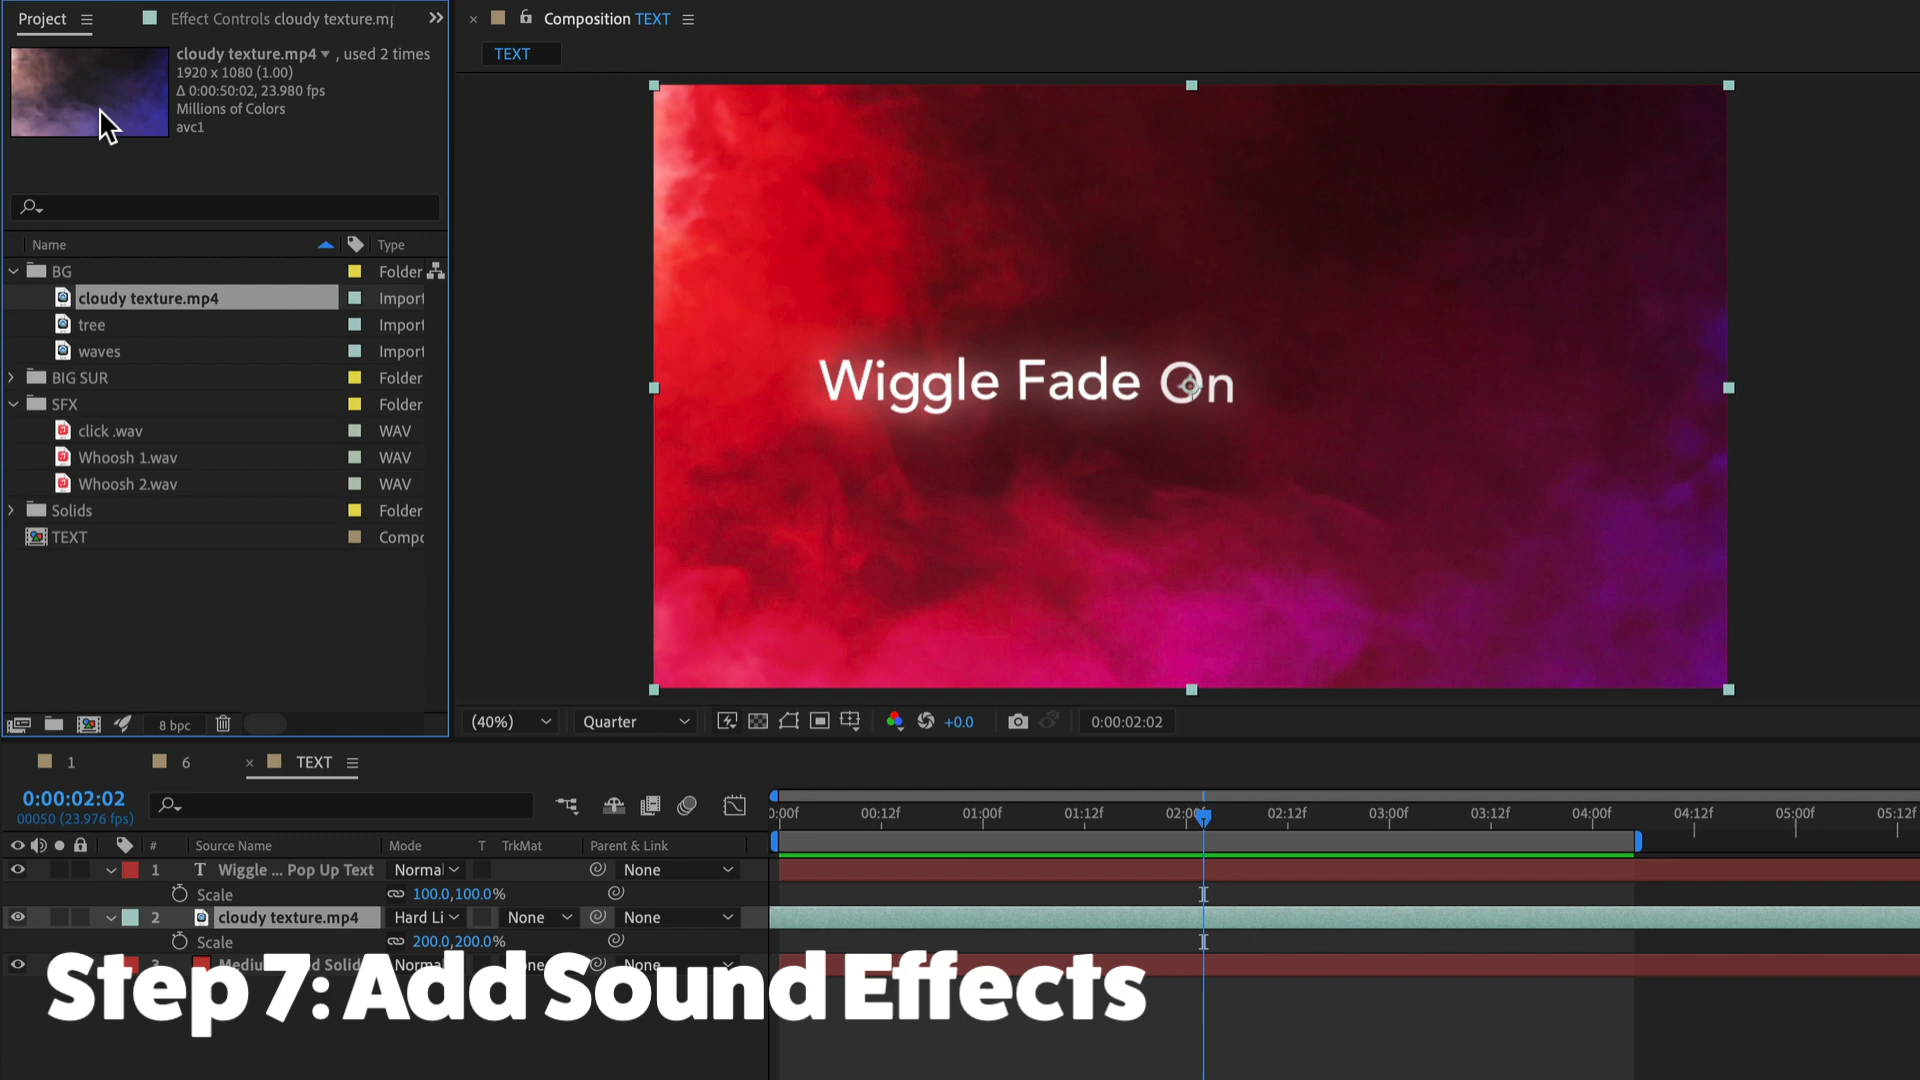 Project
Effect Controls cloudy texture.mp
Composition TEXT
TEXT
cloudy texture.mp4
, used 2 times
1920 x 1080 (1.00)
Δ 0:00:50:02, 23.980 fps
Millions of Colors
avc1
Name
Type
BG
Folder
cloudy texture.mp4
Import
tree
Import
waves
Import
BIG SUR
Folder
SFX
Folder
click .wav
WAV
Whoosh 1.wav
WAV
Whoosh 2.wav
WAV
Solids
Folder
TEXT
Compo
8 bpc
Wiggle Fade On
(40%)
Quarter
+0.0
0:00:02:02
1
6
TEXT
0:00:02:02
00050 (23.976 fps)
0:00f 00:12f 01:00f 01:12f 02:00f 02:12f 03:00f 03:12f 04:00f 04:12f 05:00f 05:12f
# Source Name Mode T TrkMat Parent & Link
1 T Wiggle ... Pop Up Text Normal None
Scale 100.0,100.0%
2 cloudy texture.mp4 Hard Li None None
Scale 200.0,200.0%
Step 7: Add Sound Effects